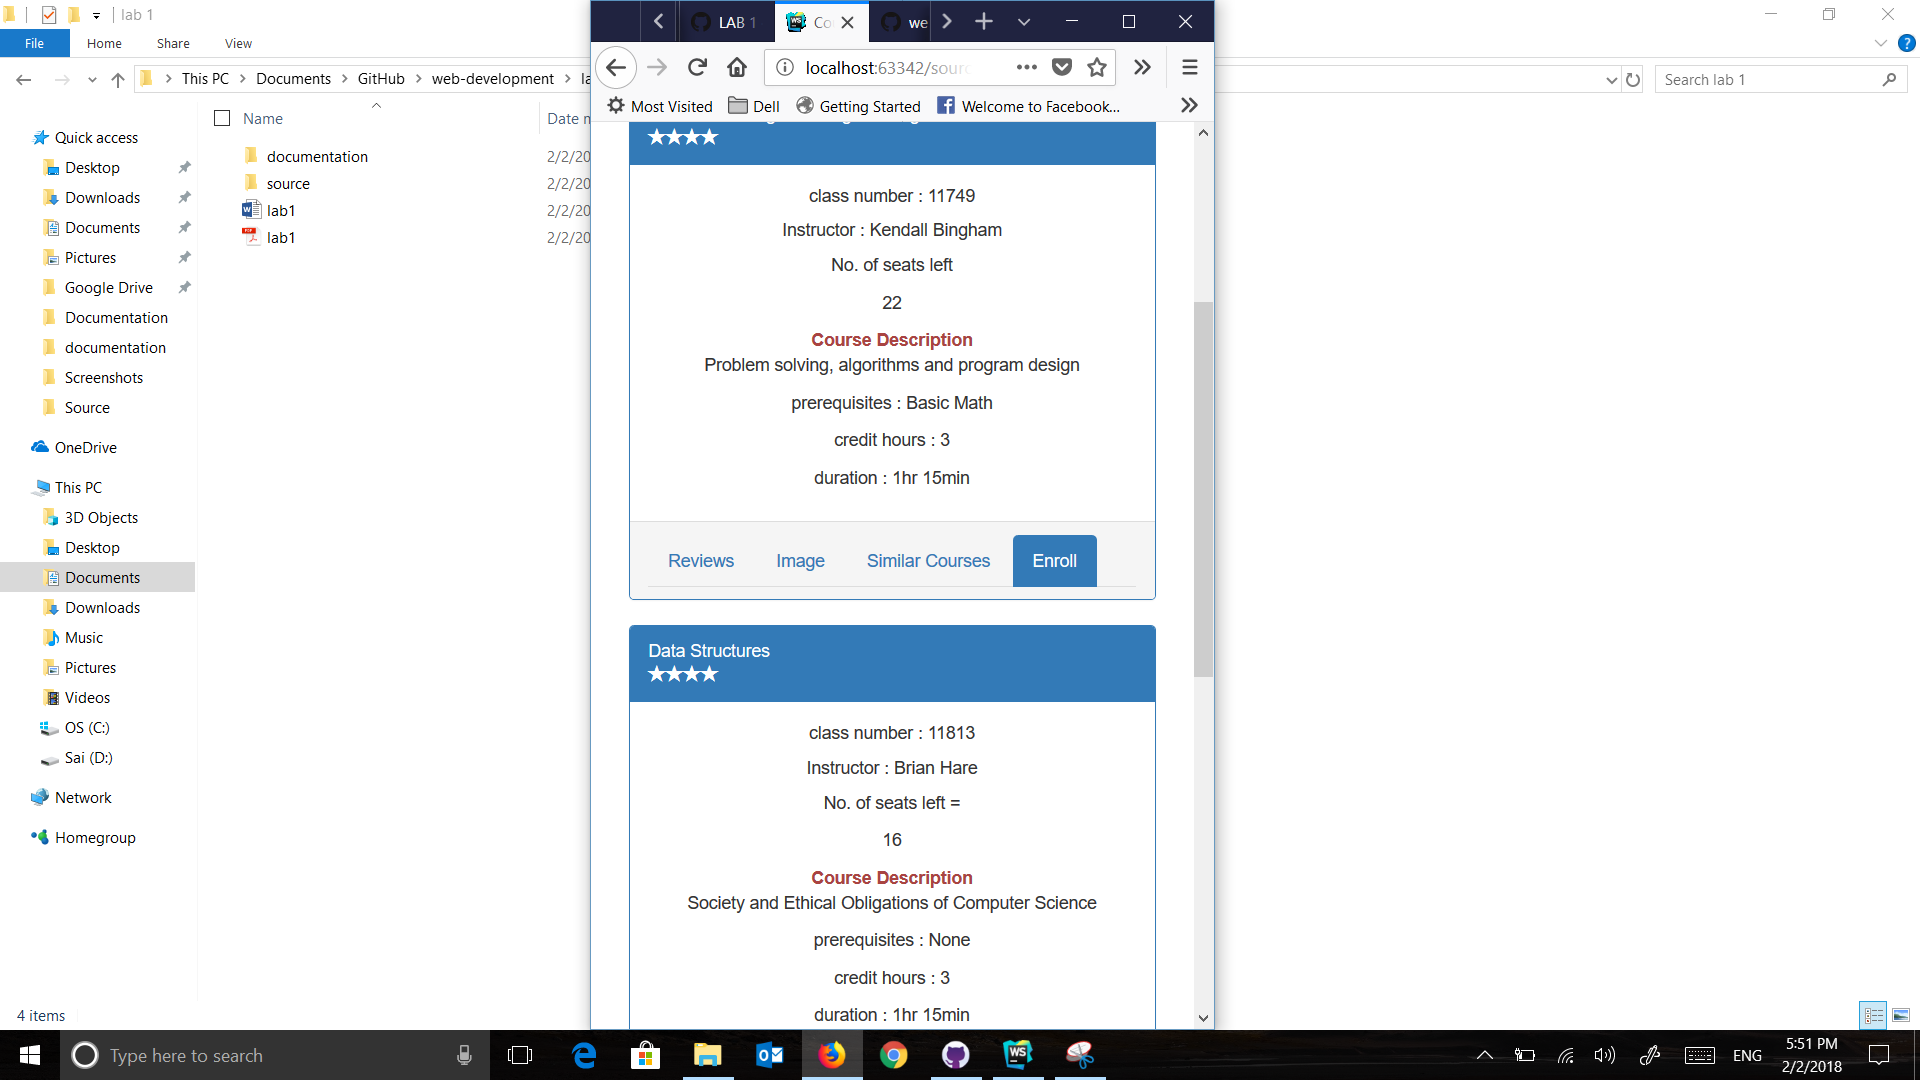 lab 1
File
Home
Share
View
This PC
Documents
GitHub
web-development
Search lab 1
Name
Date
Quick access
Desktop
Downloads
Documents
Pictures
Google Drive
Documentation
documentation
Screenshots
Source
OneDrive
This PC
3D Objects
Desktop
Documents
Downloads
Music
Pictures
Videos
OS (C:)
Sai (D:)
Network
Homegroup
documentation 2/2/20
source 2/2/20
lab1 2/2/20
lab1 2/2/20
4 items
LAB 1
Co
we
localhost:63342/sour
Most Visited
Dell
Getting Started
Welcome to Facebook...
★★★★
class number : 11749
Instructor : Kendall Bingham
No. of seats left
22
Course Description
Problem solving, algorithms and program design
prerequisites : Basic Math
credit hours : 3
duration : 1hr 15min
Reviews
Image
Similar Courses
Enroll
Data Structures
★★★★
class number : 11813
Instructor : Brian Hare
No. of seats left =
16
Course Description
Society and Ethical Obligations of Computer Science
prerequisites : None
credit hours : 3
duration : 1hr 15min
Type here to search
WS
ENG
5:51 PM
2/2/2018